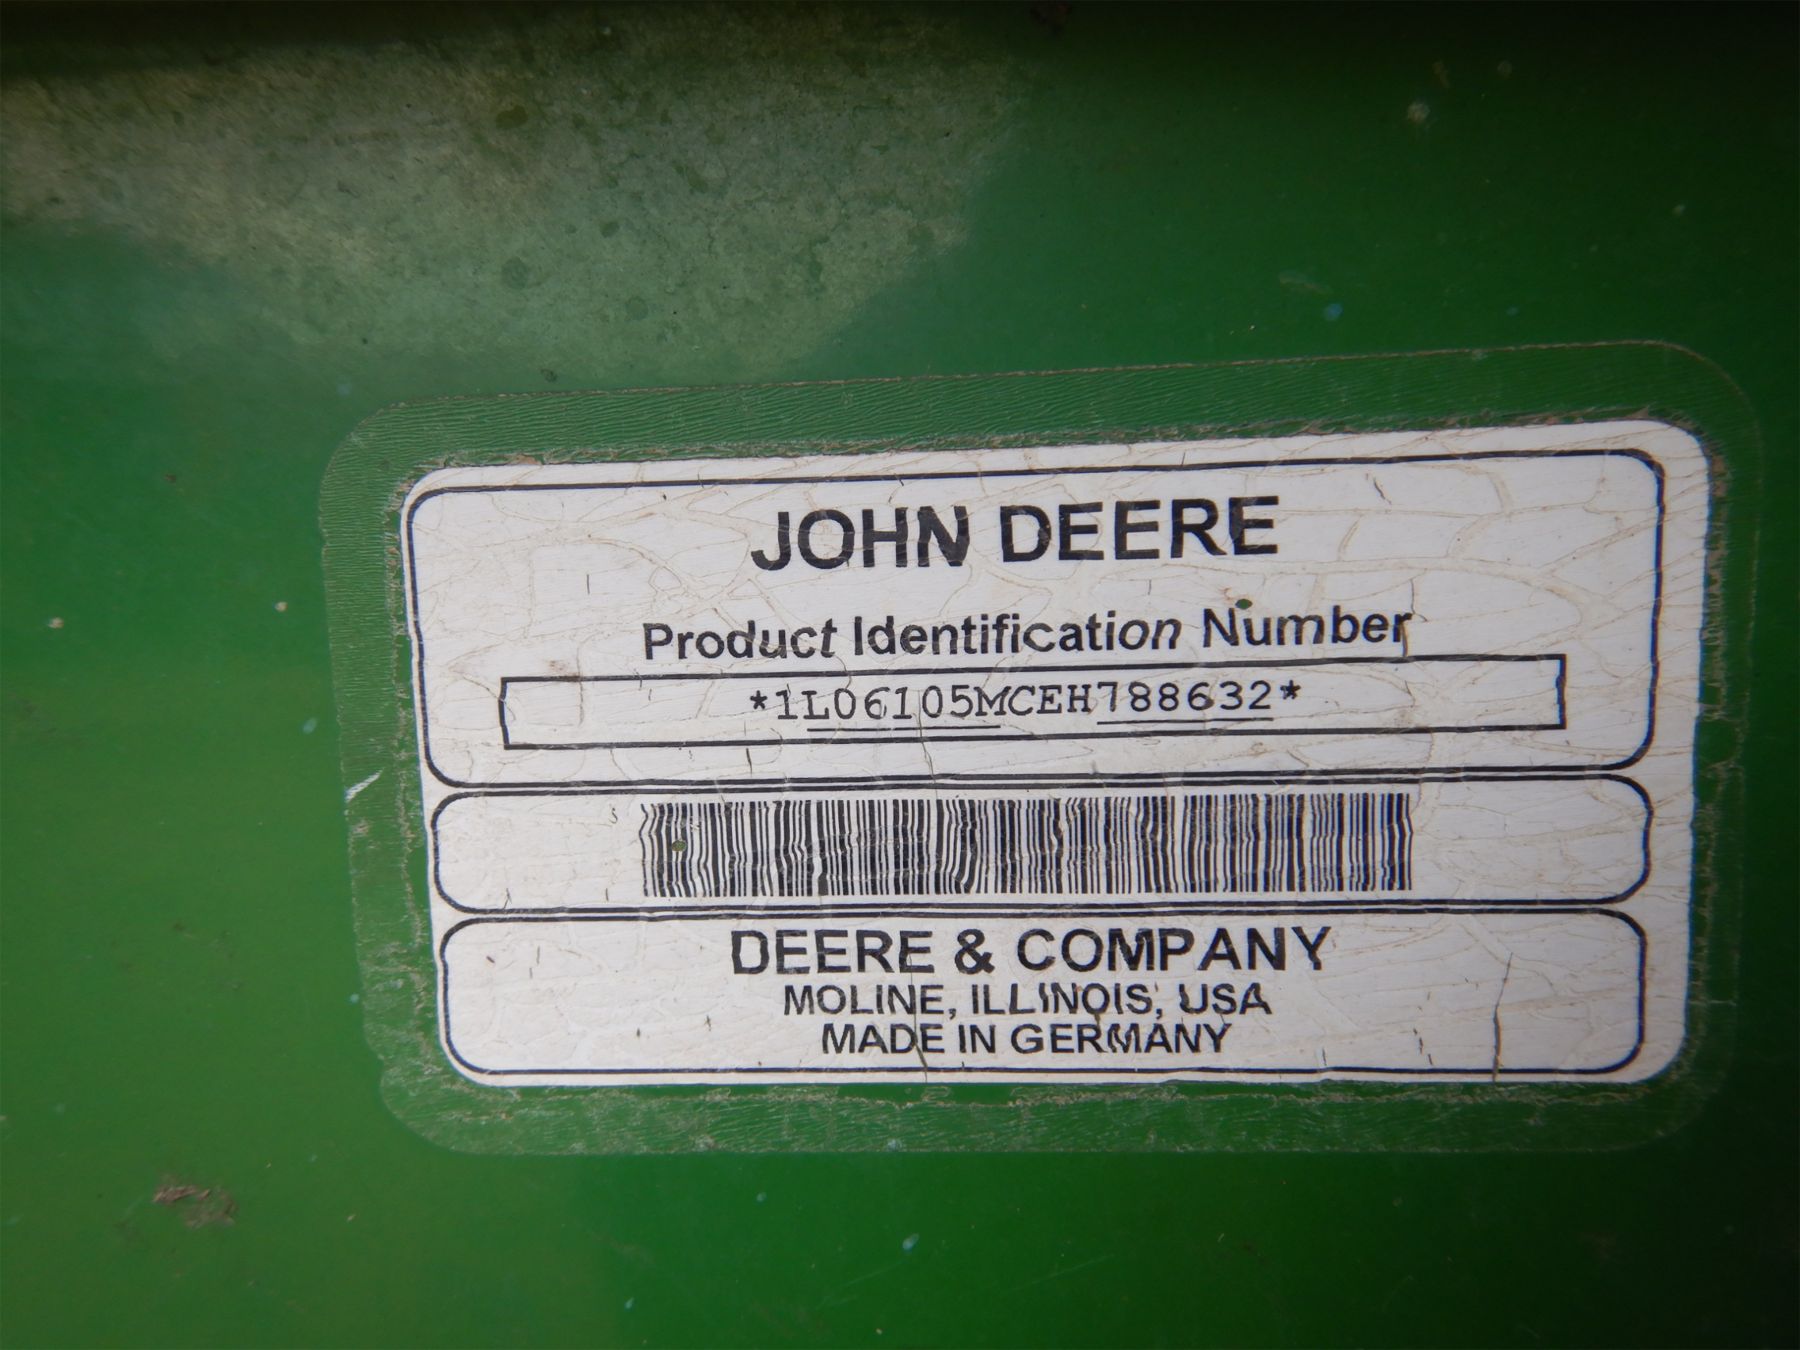 JOHN DEERE
Product Identification Number
*1L06105MCEH788632*
DEERE & COMPANY
MOLINE, ILLINOIS, USA
MADE IN GERMANY